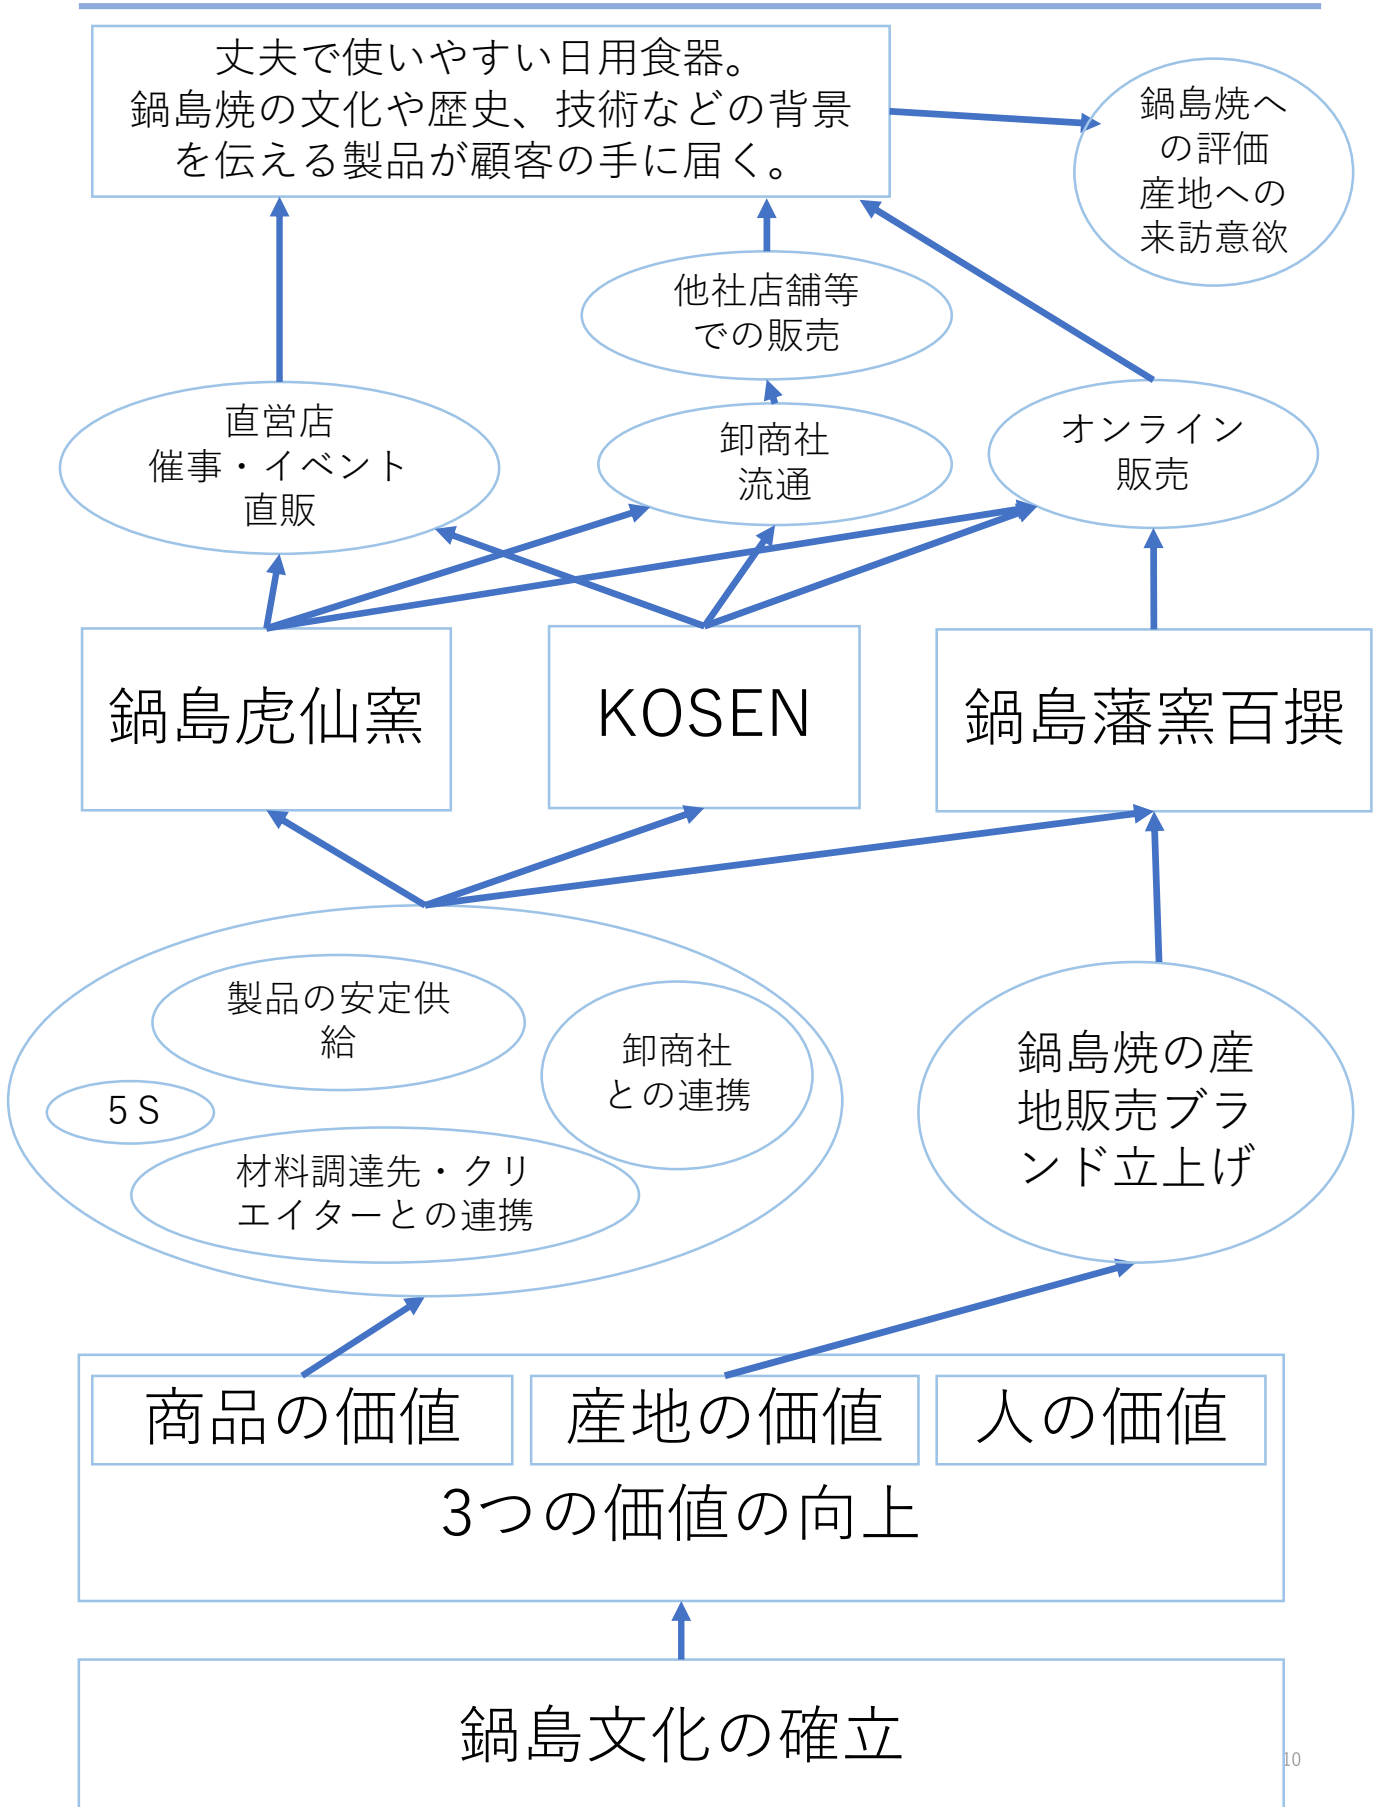 丈夫で使いやすい日用食器。
鍋島焼の文化や歴史、技術などの背景
を伝える製品が顧客の手に届く。
鍋島焼へ
の評価
産地への
来訪意欲
他社店舗等
での販売
直営店
催事・イベント
直販
卸商社
流通
オンライン
販売
鍋島虎仙窯
KOSEN
鍋島藩窯百撰
製品の安定供
給
卸商社
との連携
５Ｓ
材料調達先・クリ
エイターとの連携
鍋島焼の産
地販売ブラ
ンド立上げ
商品の価値
産地の価値
人の価値
3つの価値の向上
鍋島文化の確立
10